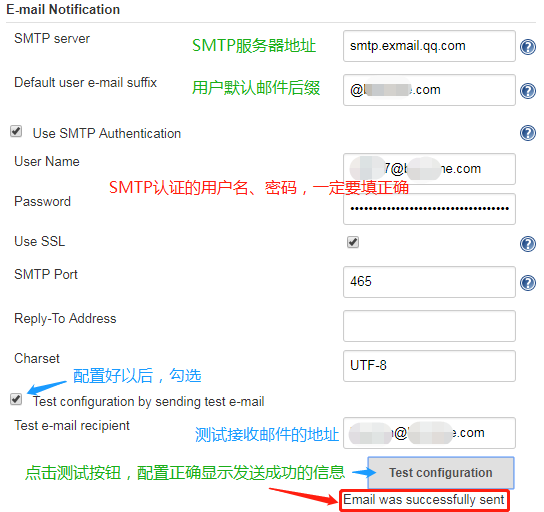 E-mail Notification
SMTP server
SMTP服务器地址
smtp.exmail.qq.com
Default user e-mail suffix
用户默认邮件后缀
@b
.com
Use SMTP Authentication
User Name
7@b
ne.com
SMTP认证的用户名、密码，一定要填正确
Password
Use SSL
SMTP Port
465
Reply-To Address
Charset
UTF-8
配置好以后，勾选
Test configuration by sending test e-mail
Test e-mail recipient
测试接收邮件的地址
@
e.com
点击测试按钮，配置正确显示发送成功的信息
Test configuration
Email was successfully sent